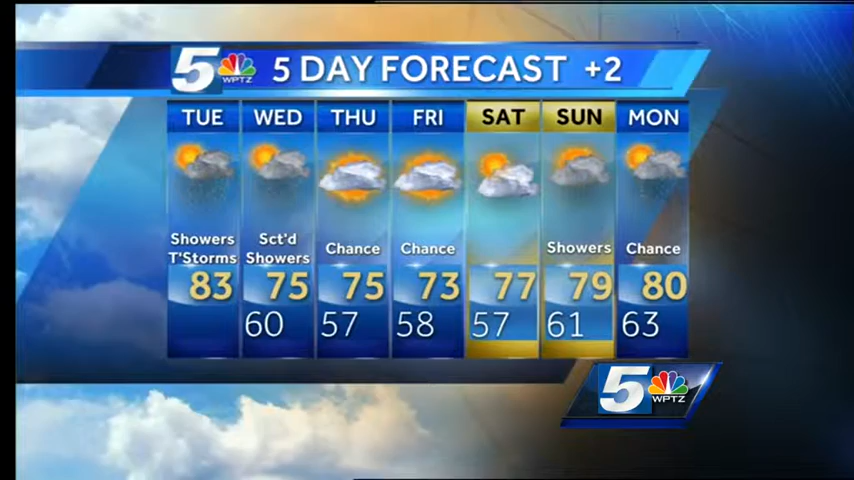 5 WPTZ 5 DAY FORECAST +2
TUE WED THU FRI SAT SUN MON
Showers T'Storms
Sct'd Showers
Chance
Chance
Showers
Chance
83 75 75 73 77 79 80
60 57 58 57 61 63
5 WPTZ